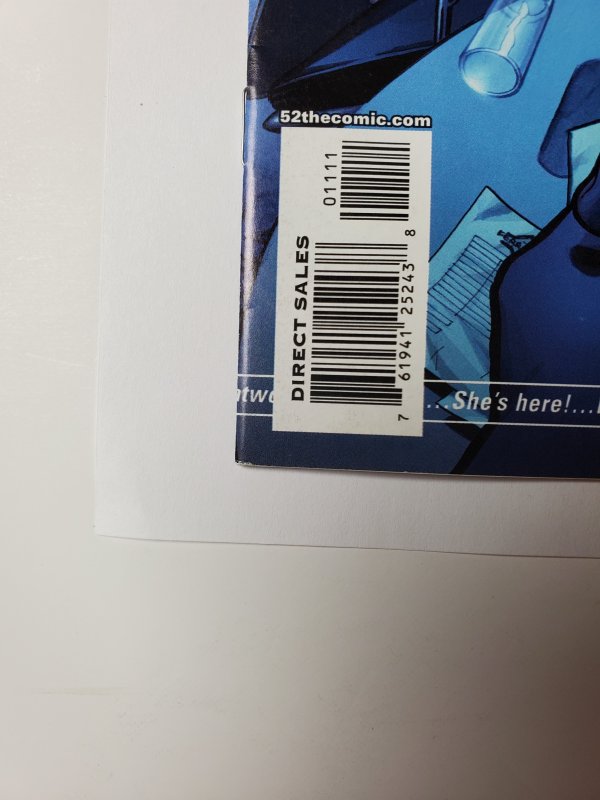 52thecomic.com
01111
DIRECT SALES
7 61941 25243 8
...She's here!...